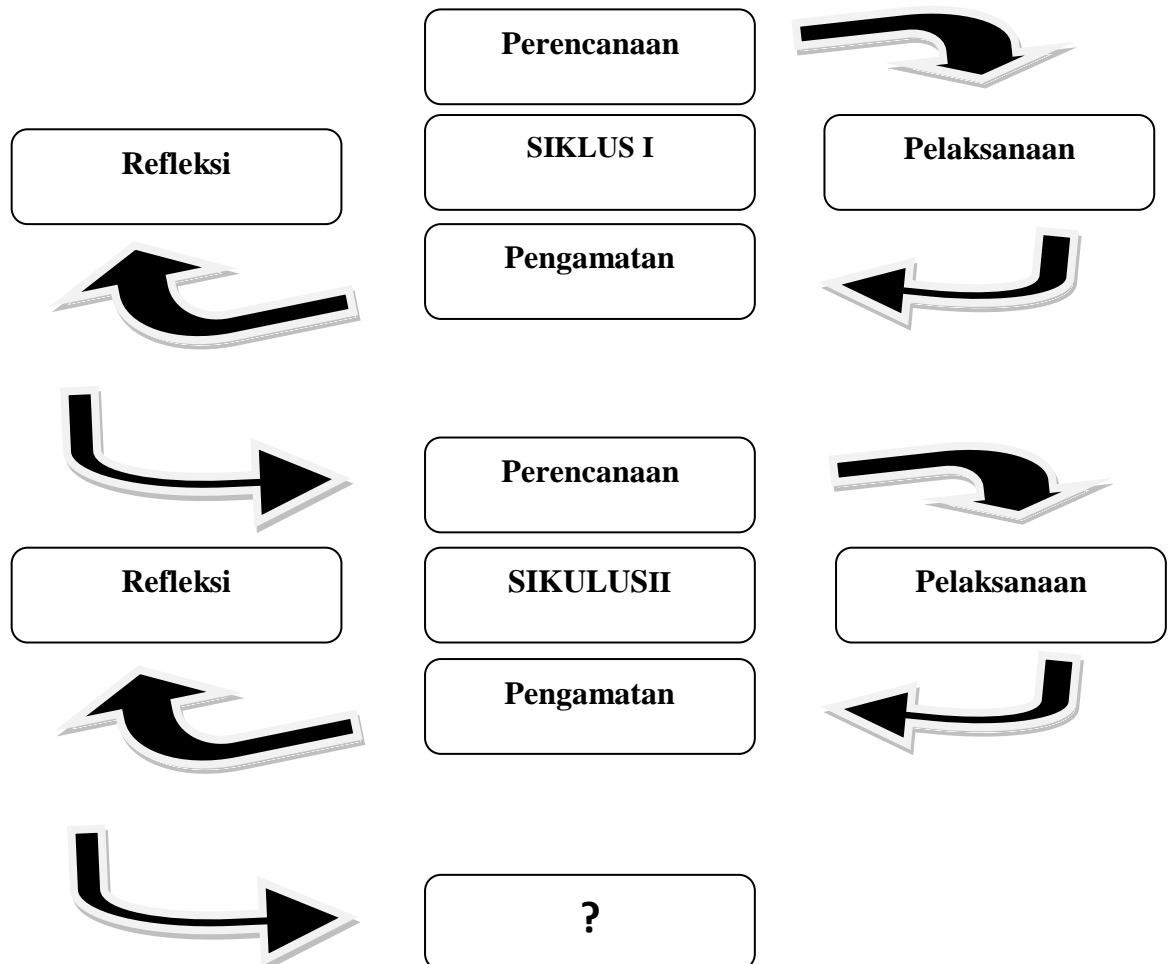 Perencanaan
Refleksi
SIKLUS I
Pelaksanaan
Pengamatan
Perencanaan
Refleksi
SIKULUSII
Pelaksanaan
Pengamatan
?